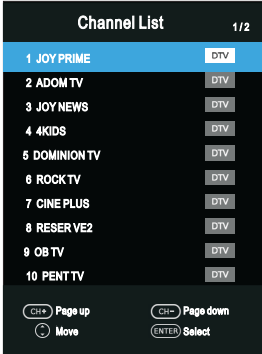 Channel List
1/2
1 JOY PRIME DTV
2 ADOM TV DTV
3 JOY NEWS DTV
4 4KIDS DTV
5 DOMINION TV DTV
6 ROCK TV DTV
7 CINE PLUS DTV
8 RESER VE2 DTV
9 OB TV DTV
10 PENT TV DTV
CH+ Page up CH- Page down
Move ENTER Select